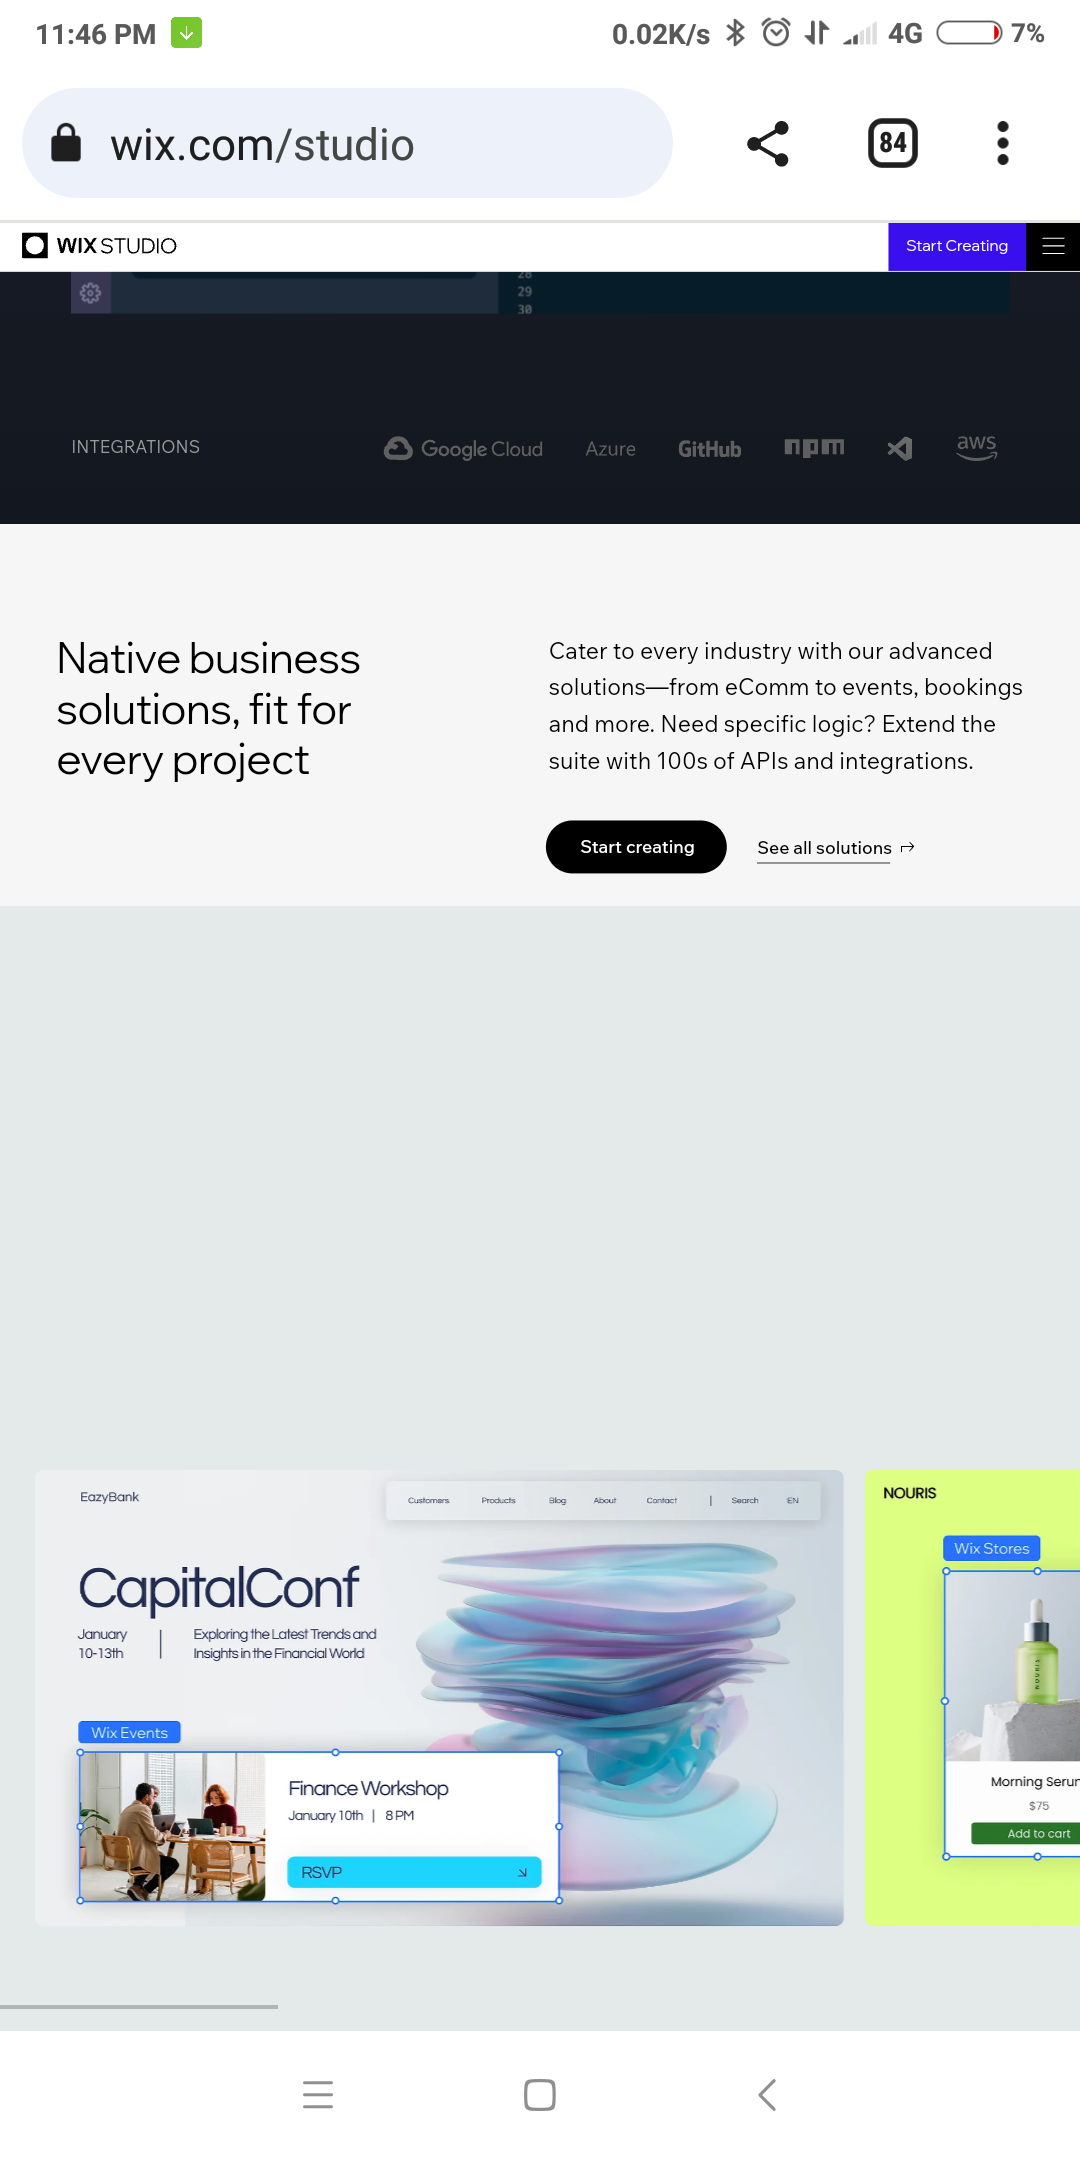 11:46 PM 0.02K/s 4G 7%
wix.com/studio 84
WIX STUDIO Start Creating
28
29
30
INTEGRATIONS Google Cloud Azure GitHub npm aws
Native business
solutions, fit for
every project
Cater to every industry with our advanced
solutions—from eComm to events, bookings
and more. Need specific logic? Extend the
suite with 100s of APIs and integrations.
Start creating See all solutions
EazyBank Customers Products Blog About Contact | Search EN
CapitalConf
January
10-13th
Exploring the Latest Trends and
Insights in the Financial World
Wix Events
Finance Workshop
January 10th | 8 PM
RSVP
NOURIS
Wix Stores
NOURIS
Morning Serum
$75
Add to cart